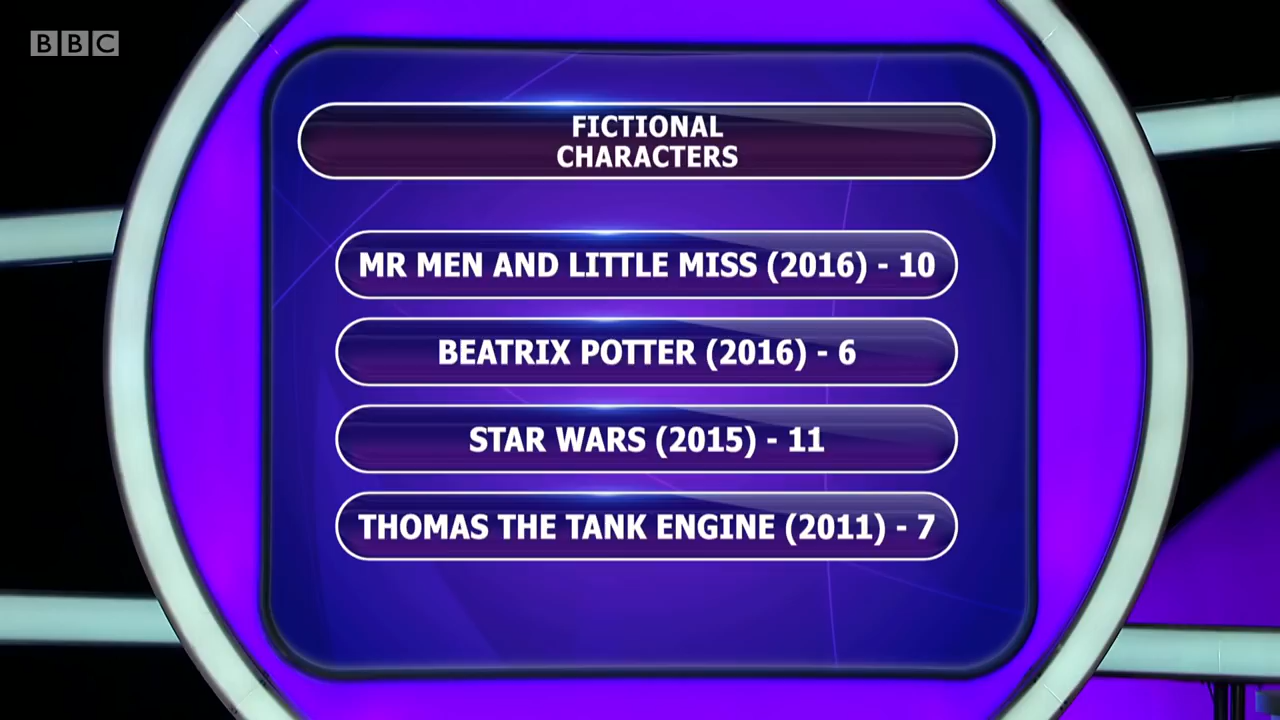 BBC
FICTIONAL
CHARACTERS
MR MEN AND LITTLE MISS (2016) - 10
BEATRIX POTTER (2016) - 6
STAR WARS (2015) - 11
THOMAS THE TANK ENGINE (2011) - 7